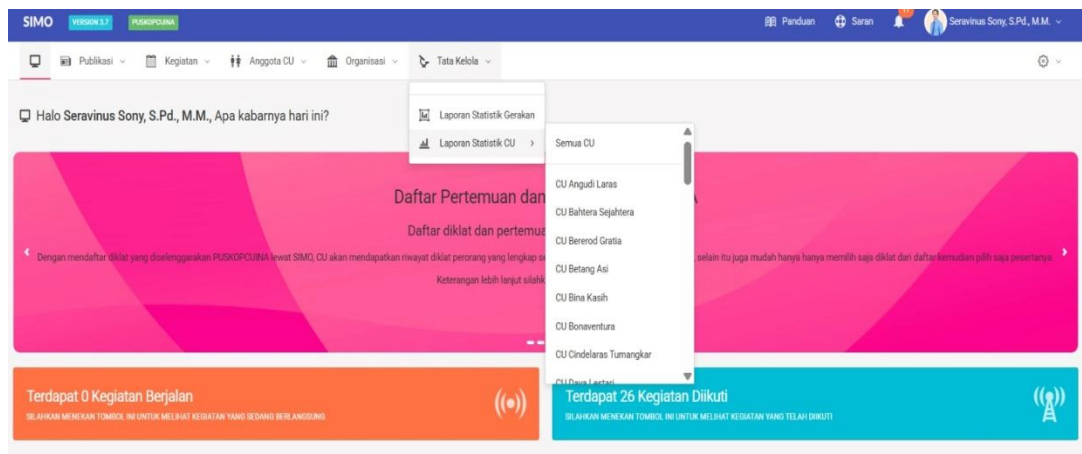 SIMO VERSION 3.7 PUSKOPCUINA Panduan Saran Seravinus Sony, S.Pd., M.M.
Publikasi Kegiatan Anggota CU Organisasi Tata Kelola
Halo Seravinus Sony, S.Pd., M.M., Apa kabarnya hari ini?
Laporan Statistik Gerakan
Laporan Statistik CU
Semua CU
CU Angudi Laras
CU Bahtera Sejahtera
CU Bererod Gratia
CU Betang Asi
CU Bina Kasih
CU Bonaventura
CU Cindelaras Tumangkar
CU Daya Lestari
Daftar Pertemuan dan
Daftar diklat dan pertemua
Dengan mendaftar diklat yang diselenggarakan PUSKOPCUINA lewat SIMO, CU akan mendapatkan riwayat diklat perorang yang lengkap se , selain itu juga mudah hanya hanya memilih saja diklat dari daftar kemudian pilih saja pesertanya.
Keterangan lebih lanjut silahk
Terdapat 0 Kegiatan Berjalan
SILAHKAN MENEKAN TOMBOL INI UNTUK MELIHAT KEGIATAN YANG SEDANG BERLANGSUNG
Terdapat 26 Kegiatan Diikuti
SILAHKAN MENEKAN TOMBOL INI UNTUK MELIHAT KEGIATAN YANG TELAH DIIKUTI